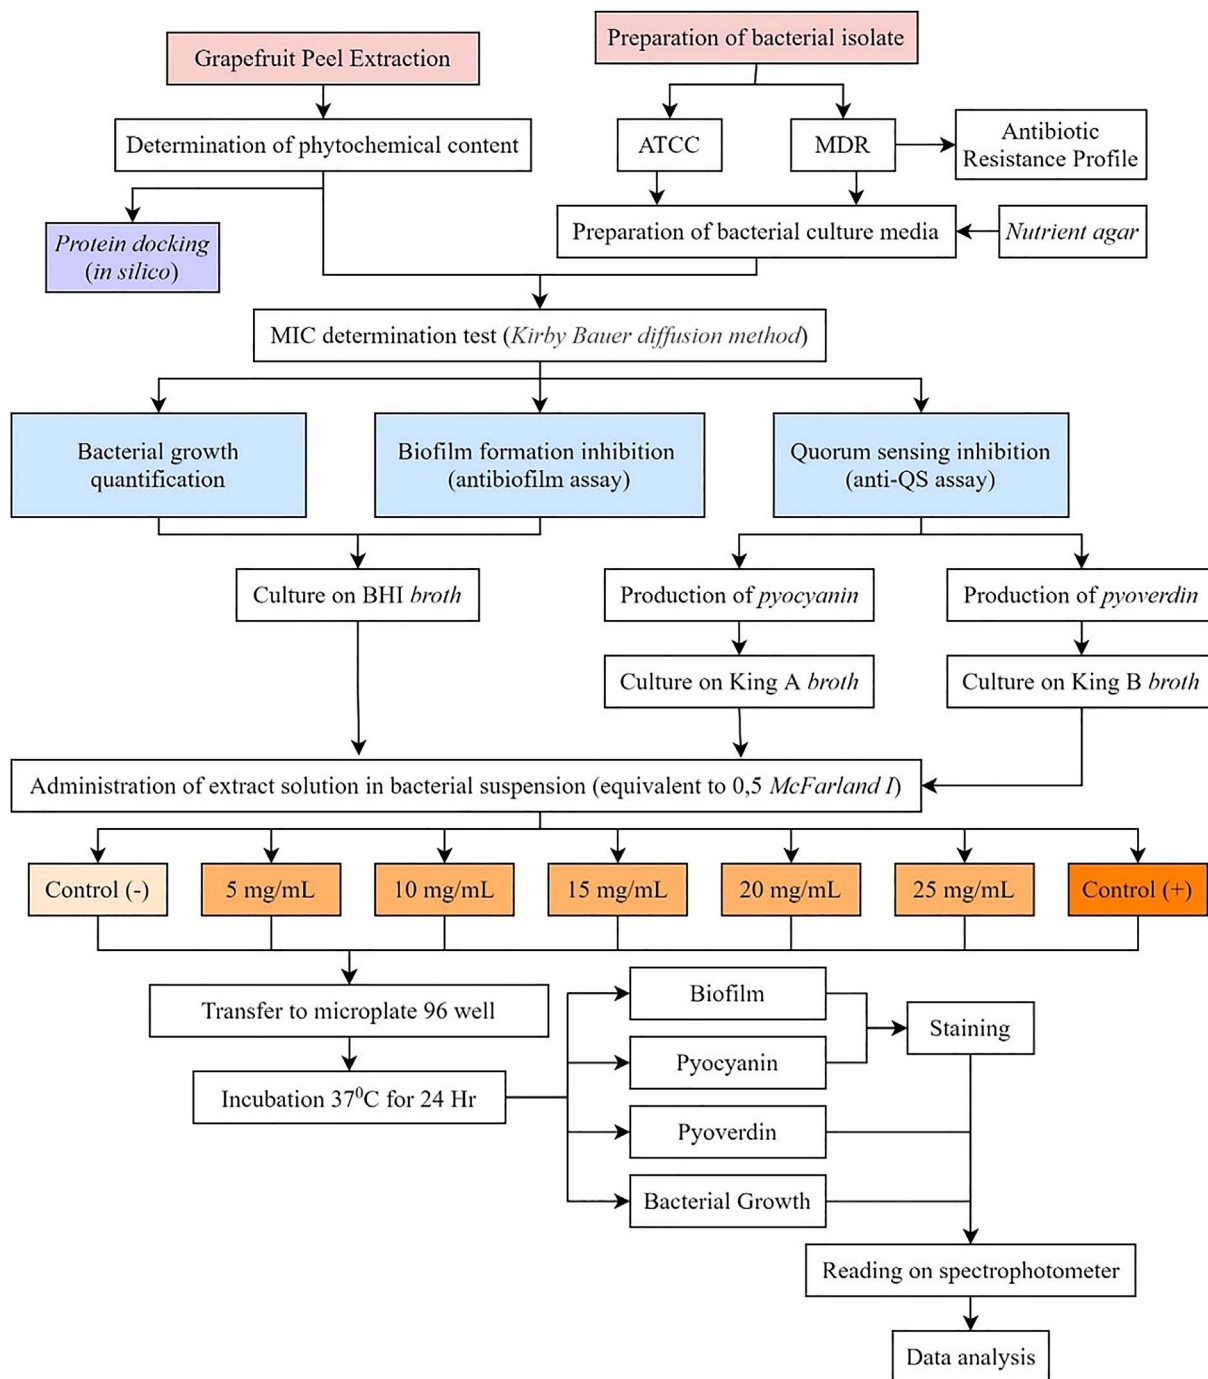 Grapefruit Peel Extraction
Preparation of bacterial isolate
Determination of phytochemical content
ATCC
MDR
Antibiotic
Resistance Profile
Protein docking
(in silico)
Preparation of bacterial culture media
Nutrient agar
MIC determination test (Kirby Bauer diffusion method)
Bacterial growth
quantification
Biofilm formation inhibition
(antibiofilm assay)
Quorum sensing inhibition
(anti-QS assay)
Culture on BHI broth
Production of pyocyanin
Production of pyoverdin
Culture on King A broth
Culture on King B broth
Administration of extract solution in bacterial suspension (equivalent to 0,5 McFarland I)
Control (-)
5 mg/mL
10 mg/mL
15 mg/mL
20 mg/mL
25 mg/mL
Control (+)
Transfer to microplate 96 well
Incubation 37⁰C for 24 Hr
Biofilm
Pyocyanin
Pyoverdin
Bacterial Growth
Staining
Reading on spectrophotometer
Data analysis